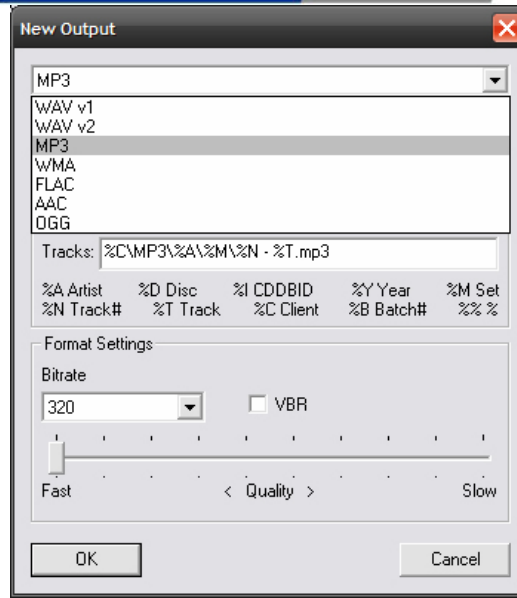 New Output
MP3
WAV v1
WAV v2
MP3
WMA
FLAC
AAC
OGG
Tracks: %C\MP3\%A\%M\%N - %T.mp3
%A Artist %D Disc %I CDDBID %Y Year %M Set
%N Track# %T Track %C Client %B Batch# %% %
Format Settings
Bitrate
320 VBR
Fast < Quality > Slow
OK Cancel